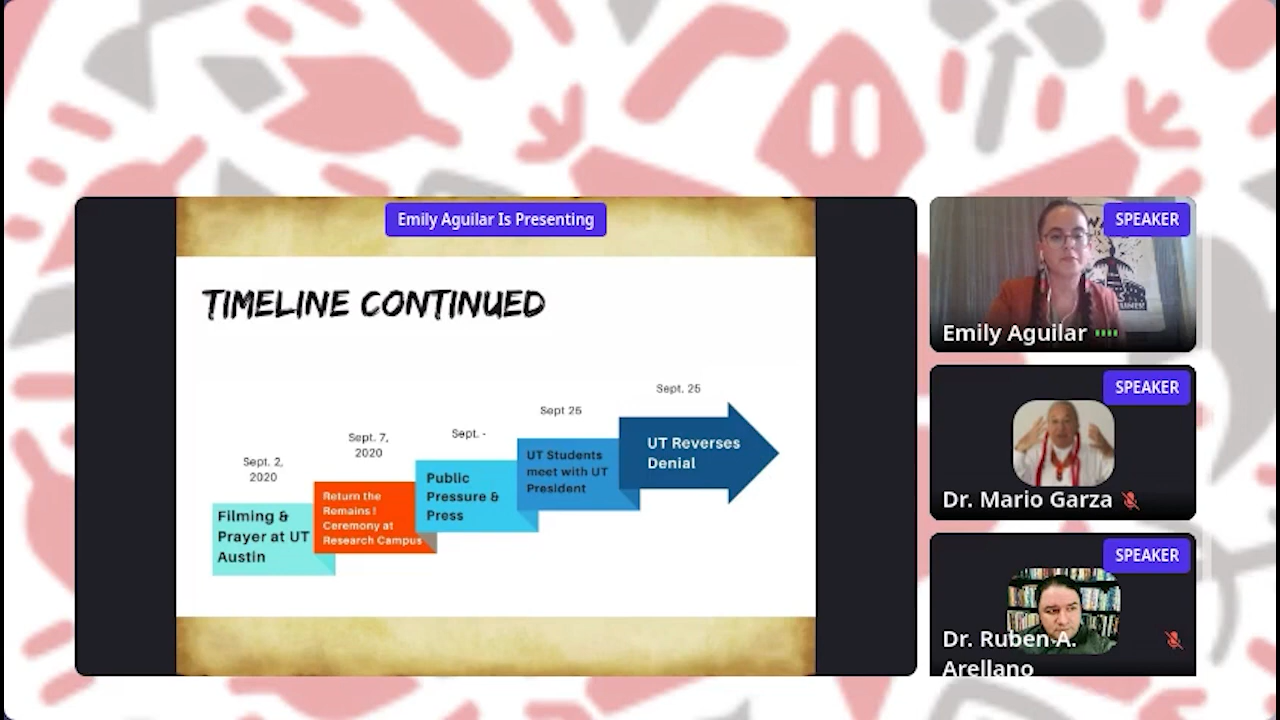 Emily Aguilar Is Presenting
TIMELINE CONTINUED
Sept. 2,
2020
Filming &
Prayer at UT
Austin
Sept. 7,
2020
Return the
Remains !
Ceremony at
Research Campus
Sept. -
Public
Pressure &
Press
Sept 26
UT Students
meet with UT
President
Sept. 25
UT Reverses
Denial
SPEAKER
Emily Aguilar
SPEAKER
Dr. Mario Garza
SPEAKER
Dr. Ruben A.
Arellano